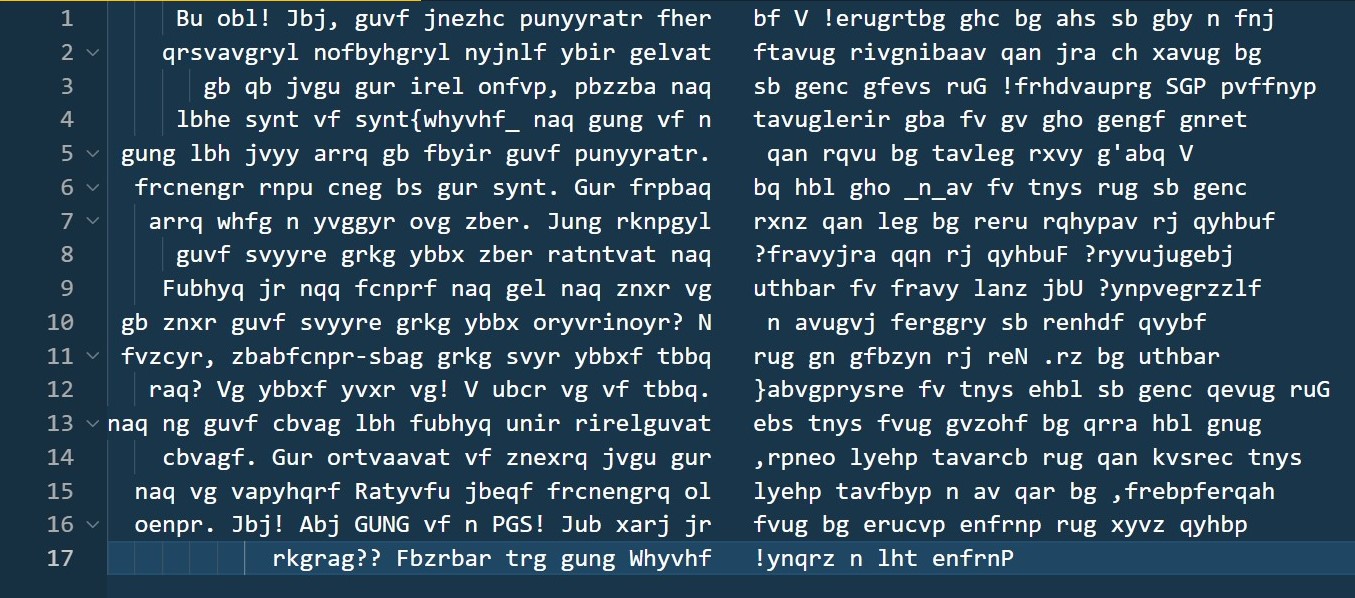 1 Bu obl! Jbj, guvf jnezhc punyyratr fher bf V !erugrtbg ghc bg ahs sb gby n fnj
2 qrsvavgryl nofbyhgryl nyjnlf ybir gelvat ftavug rivgnibaav qan jra ch xavug bg
3 gb qb jvgu gur irel onfvp, pbzzba naq sb genc gfevs ruG !frhdvauprg SGP pvffnyp
4 lbhe synt vf synt{whyvhf_ naq gung vf n tavuglerir gba fv gv gho gengf gnret
5 gung lbh jvyy arrq gb fbyir guvf punyyratr. qan rqvu bg tavleg rxvy g'abq V
6 frcnengr rnpu cneg bs gur synt. Gur frpbaq bq hbl gho _n_av fv tnys rug sb genc
7 arrq whfg n yvggyr ovg zber. Jung rknpgyl rxnz qan leg bg reru rqhypav rj qyhbuf
8 guvf svyyre grkg ybbx zber ratntvat naq ?fravyjra qqn rj qyhbuF ?ryvujugebj
9 Fubhyq jr nqq fcnprf naq gel naq znxr vg uthbar fv fravy lanz jbU ?ynpvegrzzlf
10 gb znxr guvf svyyre grkg ybbx oryvrinoyr? N n avugvj ferggry sb renhdf qvybf
11 fvzcyr, zbabfcnpr-sbag grkg svyr ybbxf tbbq rug gn gfbzyn rj reN .rz bg uthbar
12 raq? Vg ybbxf yvxr vg! V ubcr vg vf tbbq. }abvgprysre fv tnys ehbl sb genc qevug ruG
13 naq ng guvf cbvag lbh fubhyq unir rirelguvat ebs tnys fvug gvzohf bg qrra hbl gnug
14 cbvagf. Gur ortvaavat vf znexrq jvgu gur ,rpneo lyehp tavarcb rug qan kvsrec tnys
15 naq vg vapyhqrf Ratyvfu jbeqf frcnengrq ol lyehp tavfbyp n av qar bg ,frebpferqah
16 oenpr. Jbj! Abj GUNG vf n PGS! Jub xarj jr fvug bg erucvp enfrnp rug xyvz qyhbp
17 rkgrag?? Fbzrbar trg gung Whyvhf !ynqrz n lht enfrnP